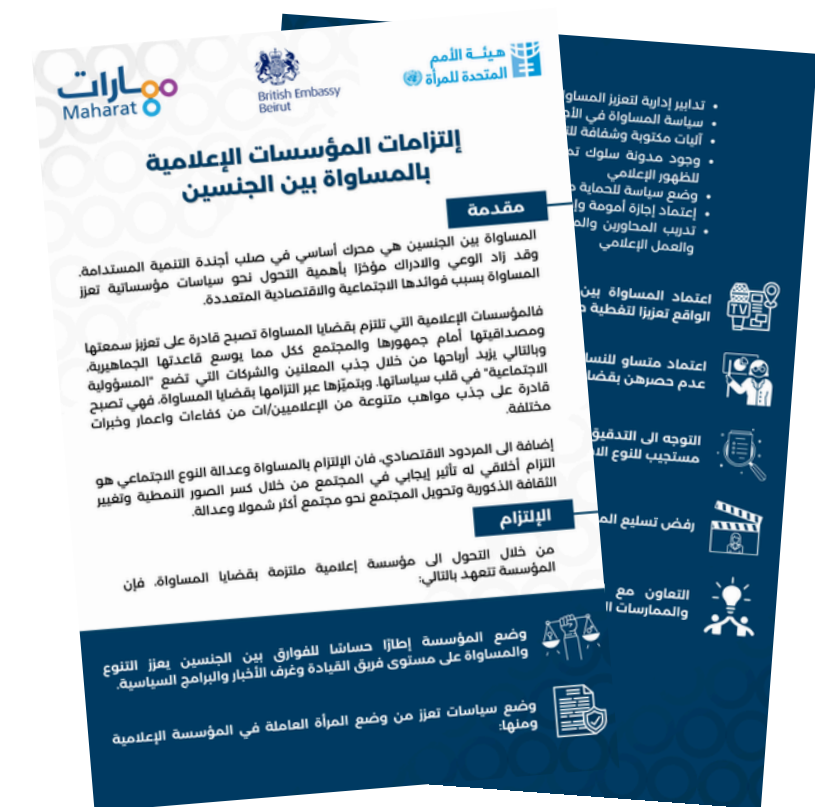 مهارات
Maharat
British Embassy
Beirut
هيئة الأمم
المتحدة للمرأة
إلتزامات المؤسسات الإعلامية
بالمساواة بين الجنسين
مقدمة
المساواة بين الجنسين هي محرك أساسي في صلب أجندة التنمية المستدامة.
وقد زاد الوعي والادراك مؤخرًا بأهمية التحول نحو سياسات مؤسساتية تعزز
المساواة بسبب فوائدها الاجتماعية والاقتصادية المتعددة.
فالمؤسسات الإعلامية التي تلتزم بقضايا المساواة تصبح قادرة على تعزيز سمعتها
ومصداقيتها أمام جمهورها والمجتمع ككل مما يوسع قاعدتها الجماهيرية،
وبالتالي يزيد أرباحها من خلال جذب المعلنين والشركات التي تضع "المسؤولية
الاجتماعية" في قلب سياساتها. وبتميّزها عبر التزامها بقضايا المساواة، فهي تصبح
قادرة على جذب مواهب متنوعة من الإعلاميين/ات من كفاءات واعمار وخبرات
مختلفة.
إضافة الى المردود الاقتصادي، فان الإلتزام بالمساواة وعدالة النوع الاجتماعي هو
التزام أخلاقي له تأثير إيجابي في المجتمع من خلال كسر الصور النمطية وتغيير
الثقافة الذكورية وتحويل المجتمع نحو مجتمع أكثر شمولا وعدالة.
الإلتزام
من خلال التحول الى مؤسسة إعلامية ملتزمة بقضايا المساواة، فإن
المؤسسة تتعهد بالتالي:
وضع المؤسسة إطارًا حساسًا للفوارق بين الجنسين يعزز التنوع
والمساواة على مستوى فريق القيادة وغرف الأخبار والبرامج السياسية.
وضع سياسات تعزز من وضع المرأة العاملة في المؤسسة الإعلامية
ومنها:
• تدابير إدارية لتعزيز
• سياسة المساواة في
• آليات مكتوبة وشفافة
• وجود مدونة سلوك
للظهور الإعلامي
• وضع سياسة للحماية
• إعتماد إجازة أمومة
• تدريب المحاورين
والعمل الإعلامي
اعتماد المساواة بين
الواقع تعزيزا لتغطية
TV
اعتماد متساو
عدم حصرهن
التوجه الى التدقيق
مستجيب للنوع
رفض تسليع
التعاون مع
والممارسات